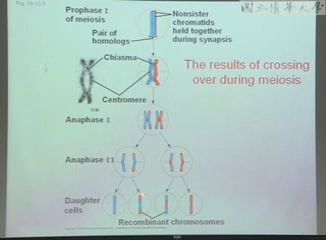 Prophase I
of meiosis
Nonsister
chromatids
held together
during synapsis
Pair of
homologs
Chiasma
Centromere
The results of crossing
over during meiosis
Anaphase I
Anaphase II
Daughter
cells
Recombinant chromosomes